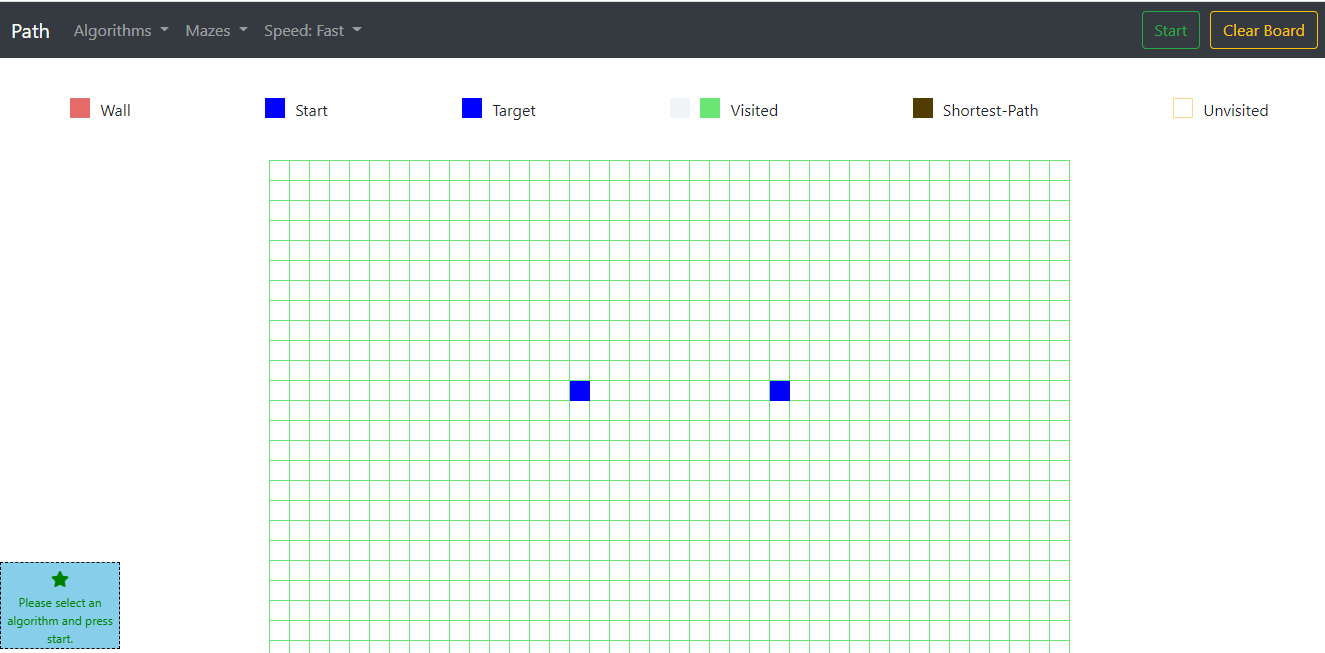 Path Algorithms Mazes Speed: Fast Start Clear Board
Wall Start Target Visited Shortest-Path Unvisited
Please select an
algorithm and press
start.